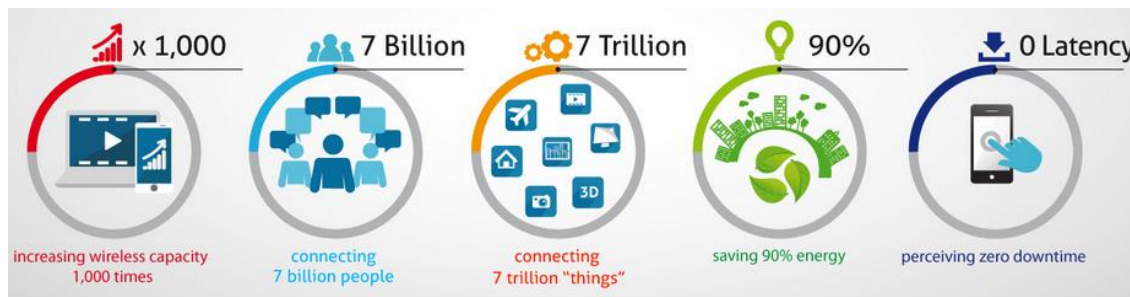 x 1,000
7 Billion
7 Trillion
90%
0 Latency
3D
increasing wireless capacity
1,000 times
connecting
7 billion people
connecting
7 trillion “things”
saving 90% energy
perceiving zero downtime